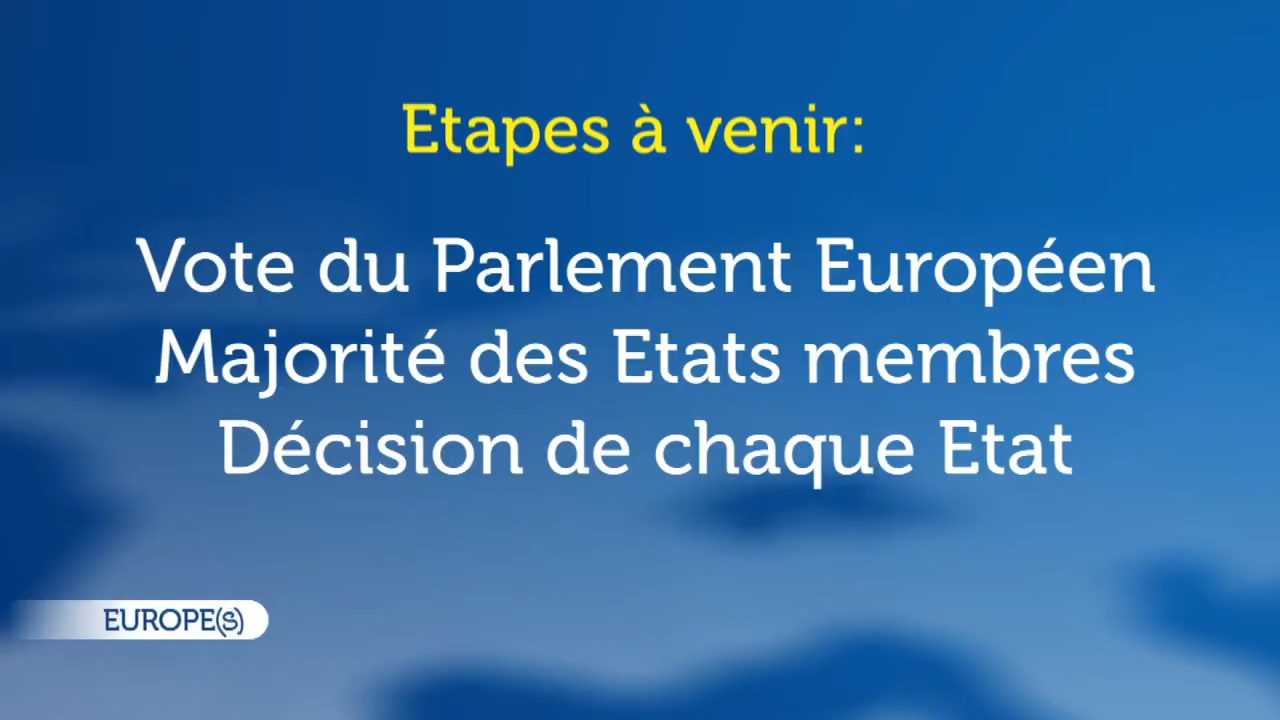 Etapes à venir:
Vote du Parlement Européen
Majorité des Etats membres
Décision de chaque Etat
EUROPE(S)